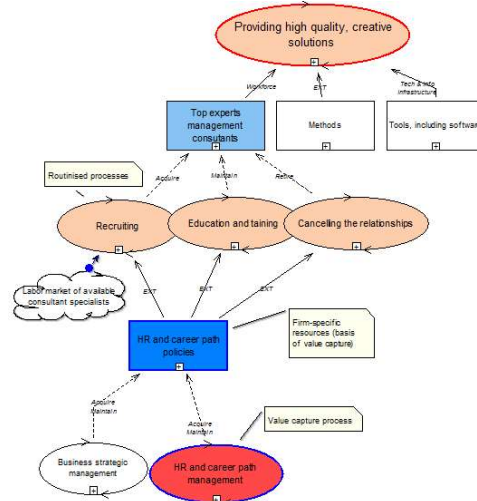 Providing high quality, creative
solutions
Workforce
EXT
Tech & info
infrastructure
Top experts
management
consutants
Methods
Tools, including software
Routinised processes
Acquire
Maintain
Retire
Recruiting
Education and taining
Cancelling the relationships
Labor market of available
consultant specialists
EXT
EXT
EXT
HR and career path
policies
Firm-specific
resources (basis
of value capture)
Acquire
Maintain
Acquire
Maintain
Value capture process
Business strategic
management
HR and career path
management